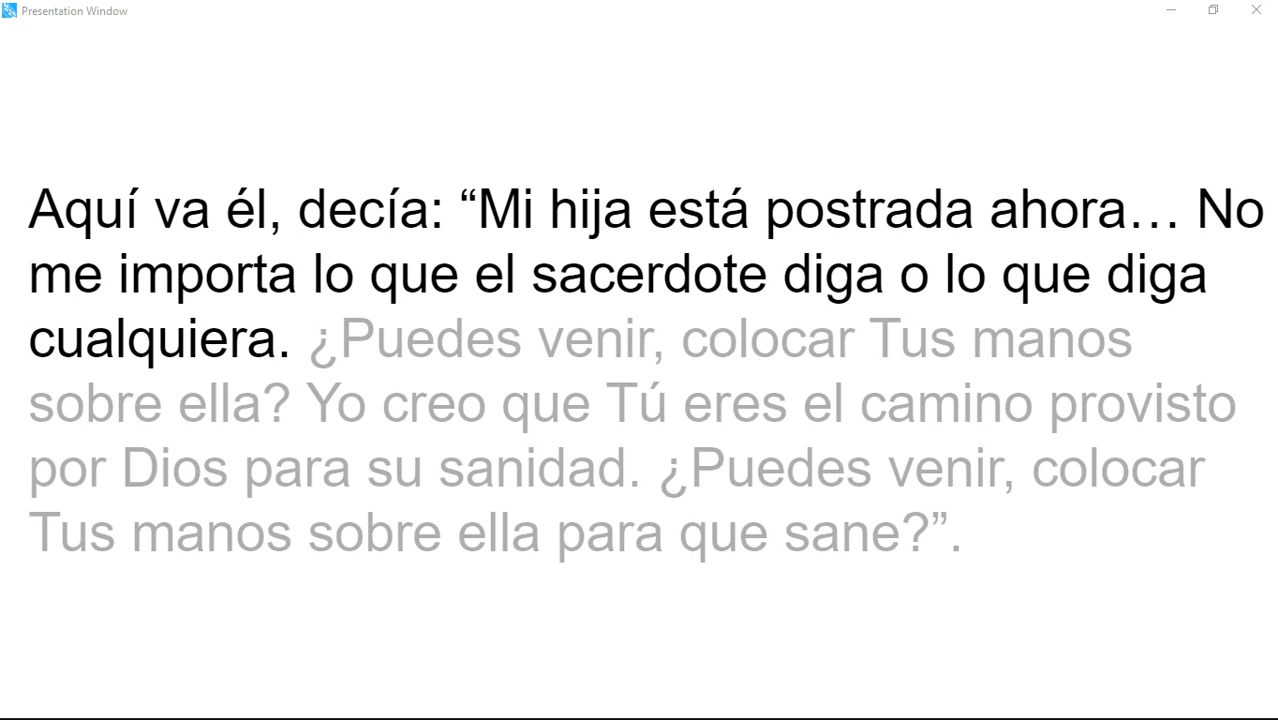 Presentation Window
Aquí va él, decía: “Mi hija está postrada ahora… No
me importa lo que el sacerdote diga o lo que diga
cualquiera. ¿Puedes venir, colocar Tus manos
sobre ella? Yo creo que Tú eres el camino provisto
por Dios para su sanidad. ¿Puedes venir, colocar
Tus manos sobre ella para que sane?”.